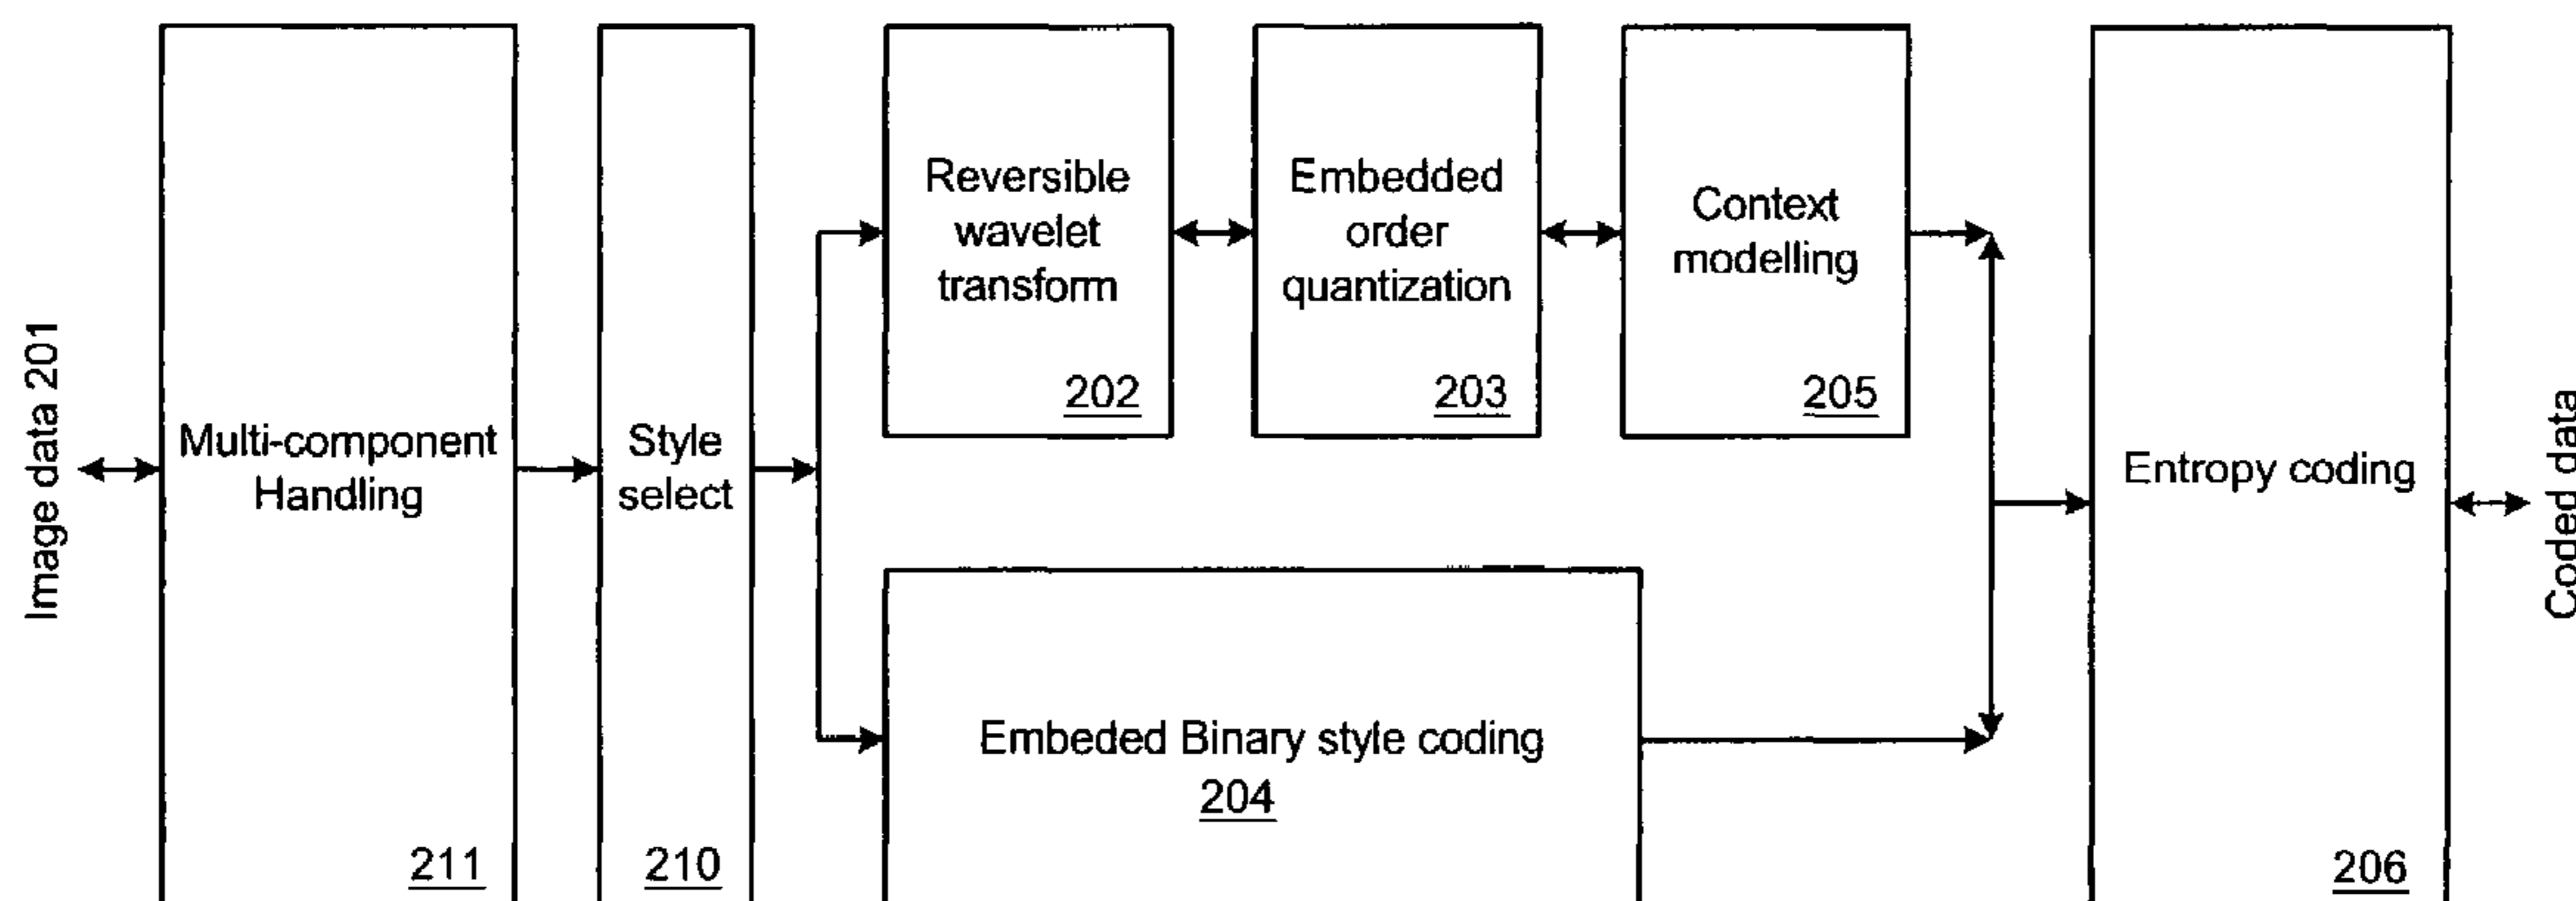 Image data 201
Multi-component
Handling
211
Style
select
210
Reversible
wavelet
transform
202
Embedded
order
quantization
203
Context
modelling
205
Embeded Binary style coding
204
Entropy coding
206
Coded data